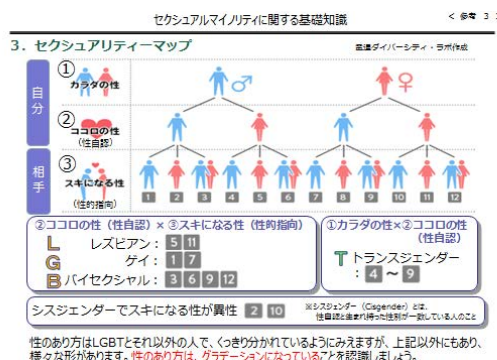 セクシュアルマイノリティに関する基礎知識
< 参考 3
3. セクシュアリティーマップ
電通ダイバーシティ・ラボ作成
自分
①
カラダの性
②
ココロの性
(性自認)
相手
③
スキになる性
(性的指向)
♂ ♀
1 2 3 4 5 6 7 8 9 10 11 12
②ココロの性(性自認)×③スキになる性(性的指向)
L レズビアン: 5 11
G ゲイ: 1 7
B バイセクシャル: 3 6 9 12
①カラダの性×②ココロの性
(性自認)
T トランスジェンダー
: 4 ～ 9
シスジェンダーでスキになる性が異性 2 10
※シスジェンダー(Cisgender)とは、
性自認と生まれ持った性別が一致している人のこと
性のあり方はLGBTとそれ以外の人で、くっきり分かれているようにみえますが、上記以外にもあり、
様々な形があります。性のあり方は、グラデーションになっていることを認識しましょう。